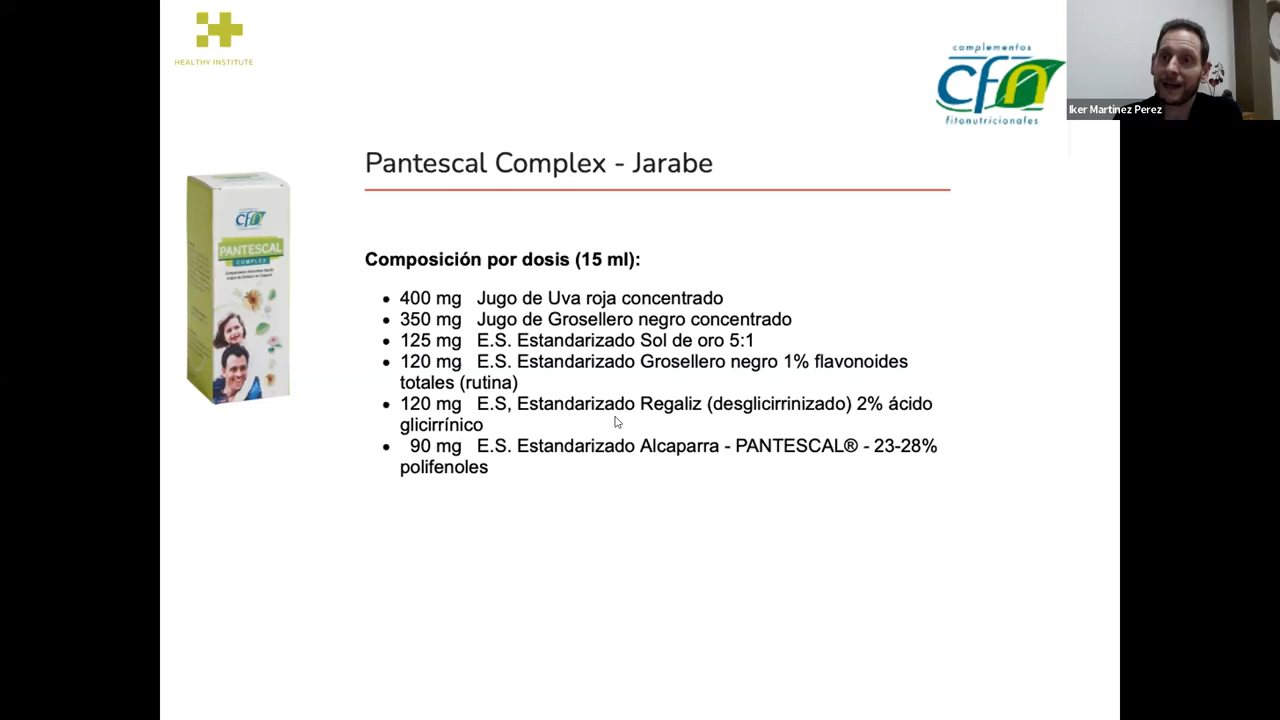 HEALTHY INSTITUTE
complementos
cfn
fitonutricionales
Iker Martinez Perez
Pantescal Complex - Jarabe
cfn
PANTESCAL
COMPLEX
Composición por dosis (15 ml):
• 400 mg Jugo de Uva roja concentrado
• 350 mg Jugo de Grosellero negro concentrado
• 125 mg E.S. Estandarizado Sol de oro 5:1
• 120 mg E.S. Estandarizado Grosellero negro 1% flavonoides
totales (rutina)
• 120 mg E.S, Estandarizado Regaliz (desglicirrinizado) 2% ácido
glicirrínico
• 90 mg E.S. Estandarizado Alcaparra - PANTESCAL® - 23-28%
polifenoles